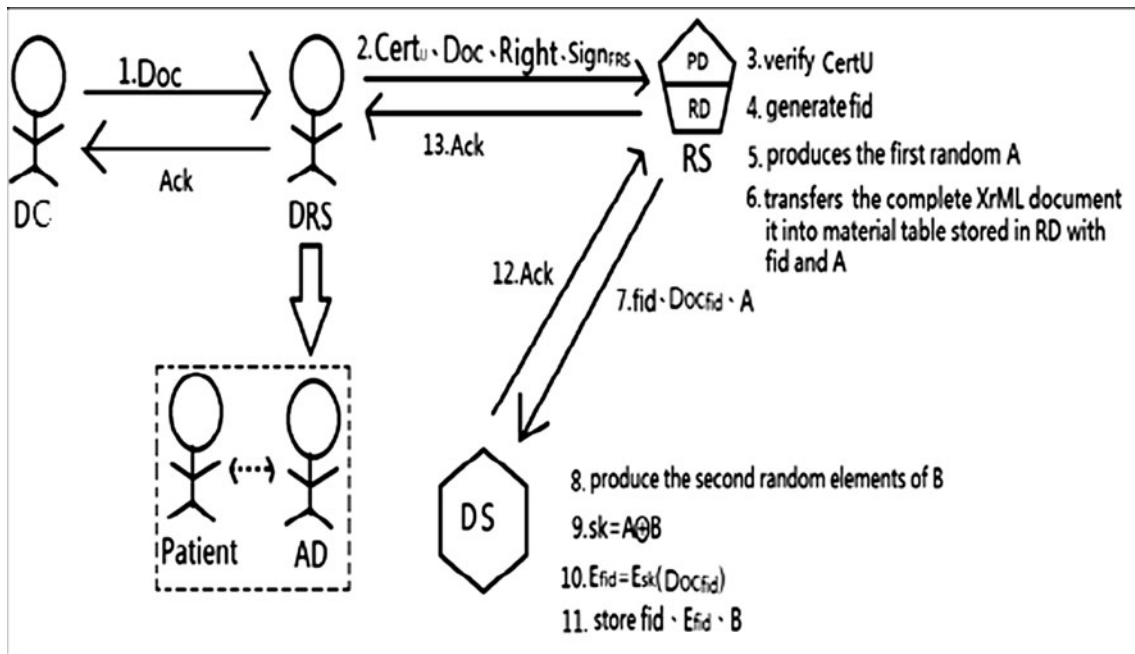 1.Doc
Ack
DC
DRS
2.CertU、Doc、Right、SignFRS
13.Ack
PD
RD
RS
3.verify CertU
4. generate fid
5. produces the first random A
6. transfers the complete XrML document
it into material table stored in RD with
fid and A
12.Ack
7.fid、Docfid、A
Patient
(····)
AD
DS
8. produce the second random elements of B
9.sk=A⊕B
10.Efid=Esk(Docfid)
11. store fid、Efid、B